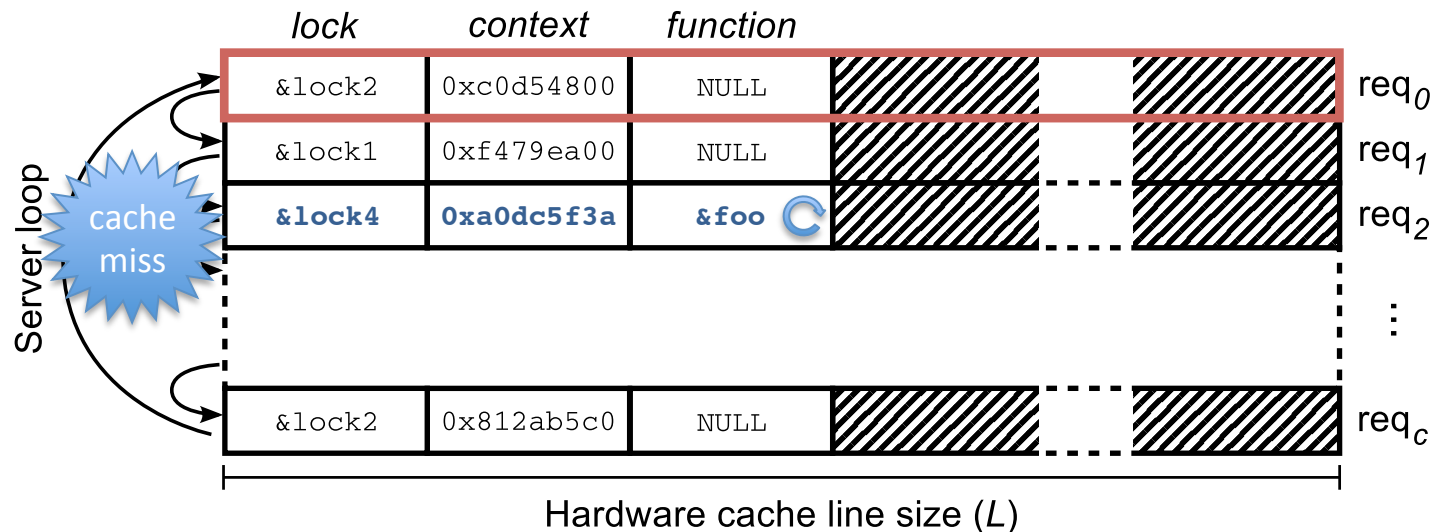 lock context function
&lock2 0xc0d54800 NULL req0
&lock1 0xf479ea00 NULL req1
&lock4 0xa0dc5f3a &foo req2
Server loop
cache
miss
...
&lock2 0x812ab5c0 NULL reqc
Hardware cache line size (L)